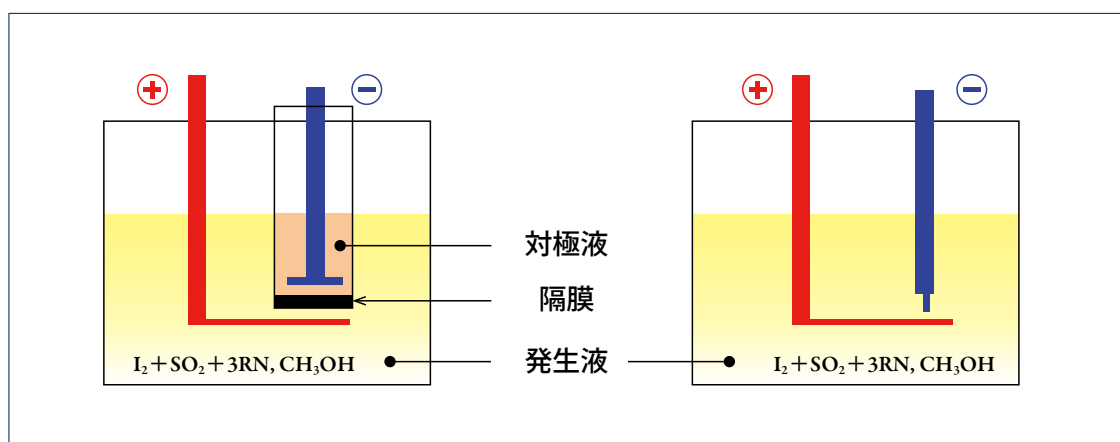 ⊕ ⊖ ⊕ ⊖
対極液
隔膜
発生液
I₂＋SO₂＋3RN, CH₃OH
I₂＋SO₂＋3RN, CH₃OH